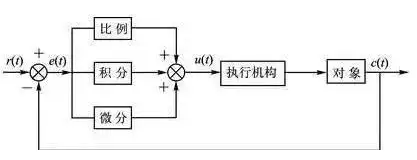 比例
r(t) + e(t) 积分 + + u(t) 执行机构 对象 c(t)
− 微分 +